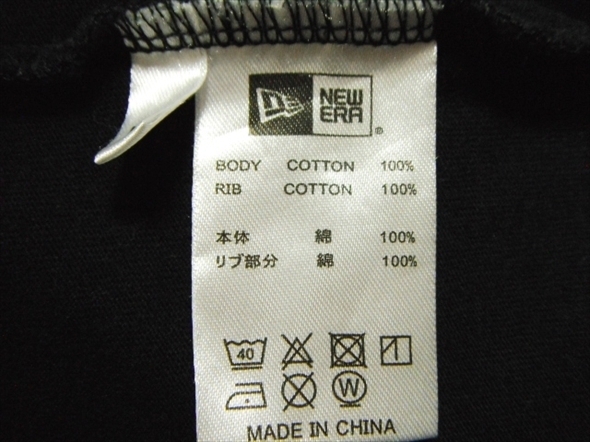 NEW
ERA
®
BODY COTTON 100%
RIB COTTON 100%
本体 綿 100%
リブ部分 綿 100%
40
W
MADE IN CHINA